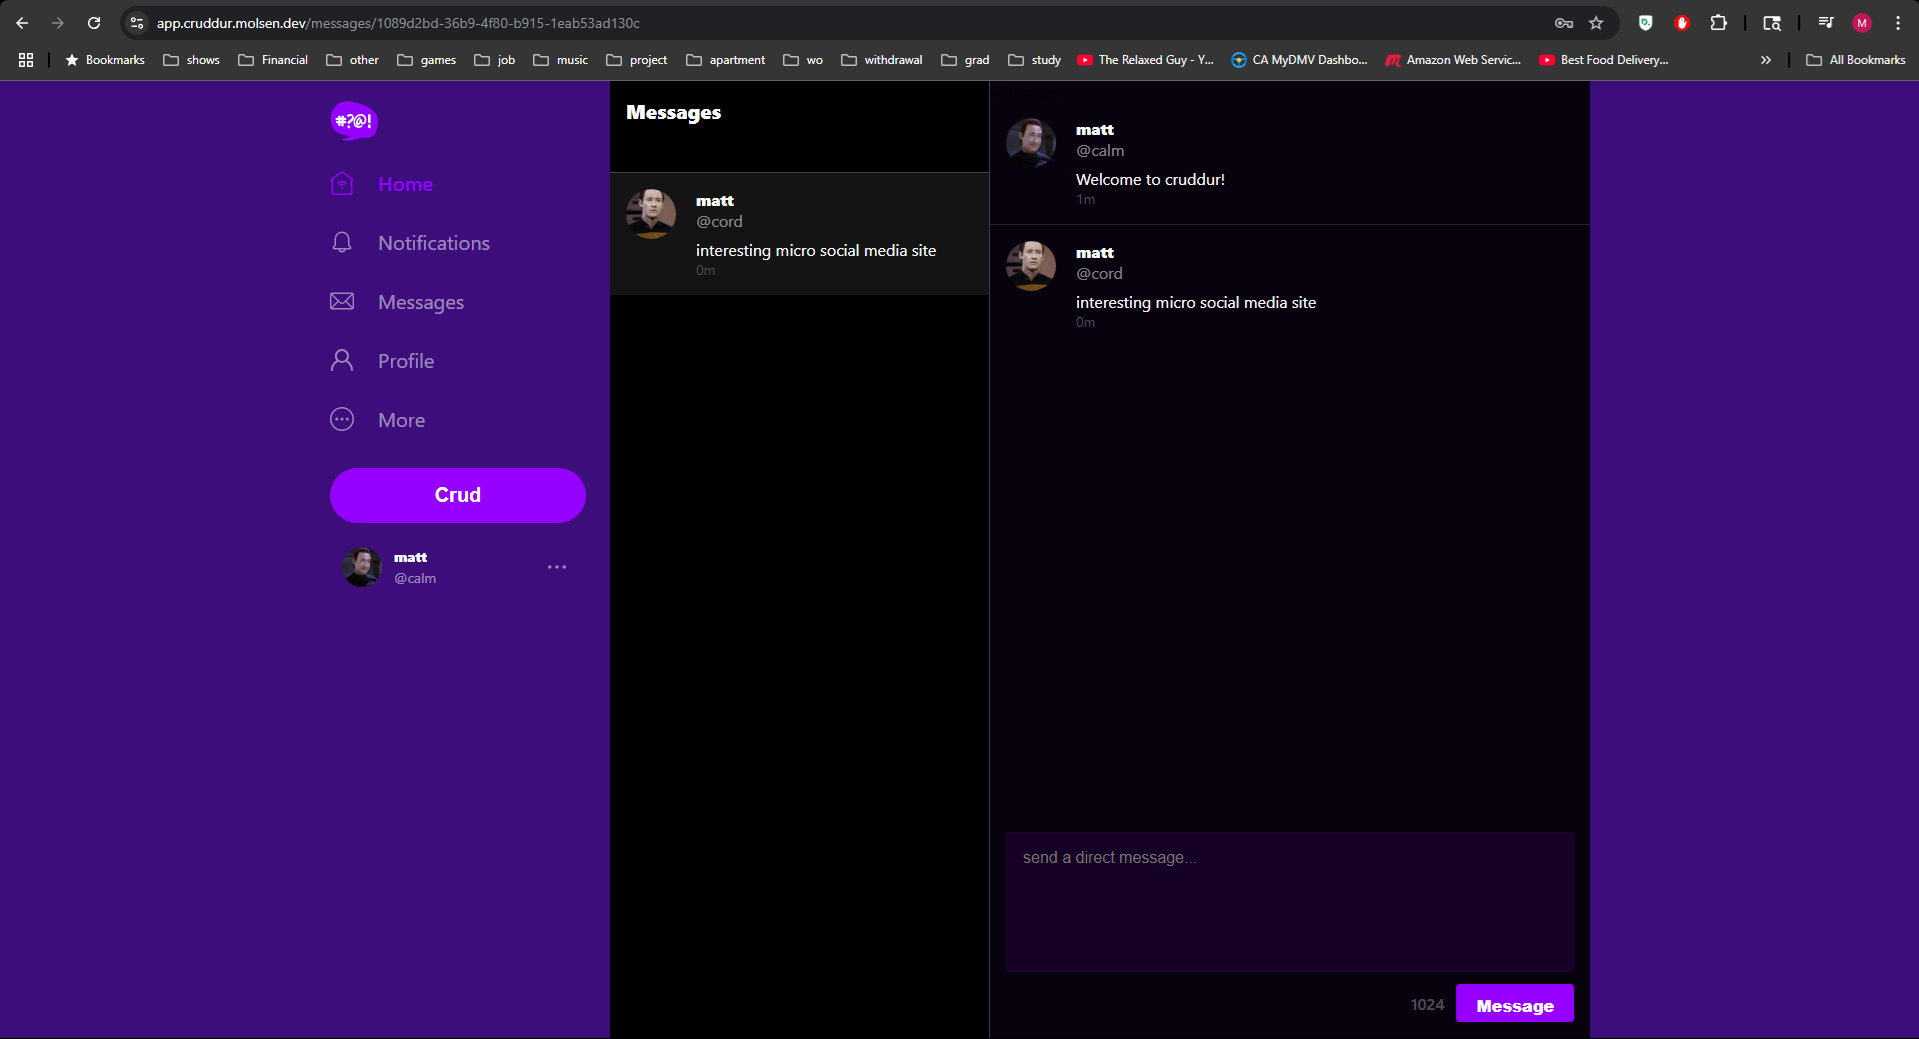 app.cruddur.molsen.dev/messages/1089d2bd-36b9-4f80-b915-1eab53ad130c
M
Bookmarks shows Financial other games job music project apartment wo withdrawal grad study The Relaxed Guy - Y... CA MyDMV Dashbo... Amazon Web Servic... Best Food Delivery,... » All Bookmarks
#?@!
Home
Notifications
Messages
Profile
More
Crud
matt
@calm
Messages
matt
@cord
interesting micro social media site
0m
Messages
matt
@calm
Welcome to cruddur!
1m
matt
@cord
interesting micro social media site
0m
send a direct message...
1024
Message